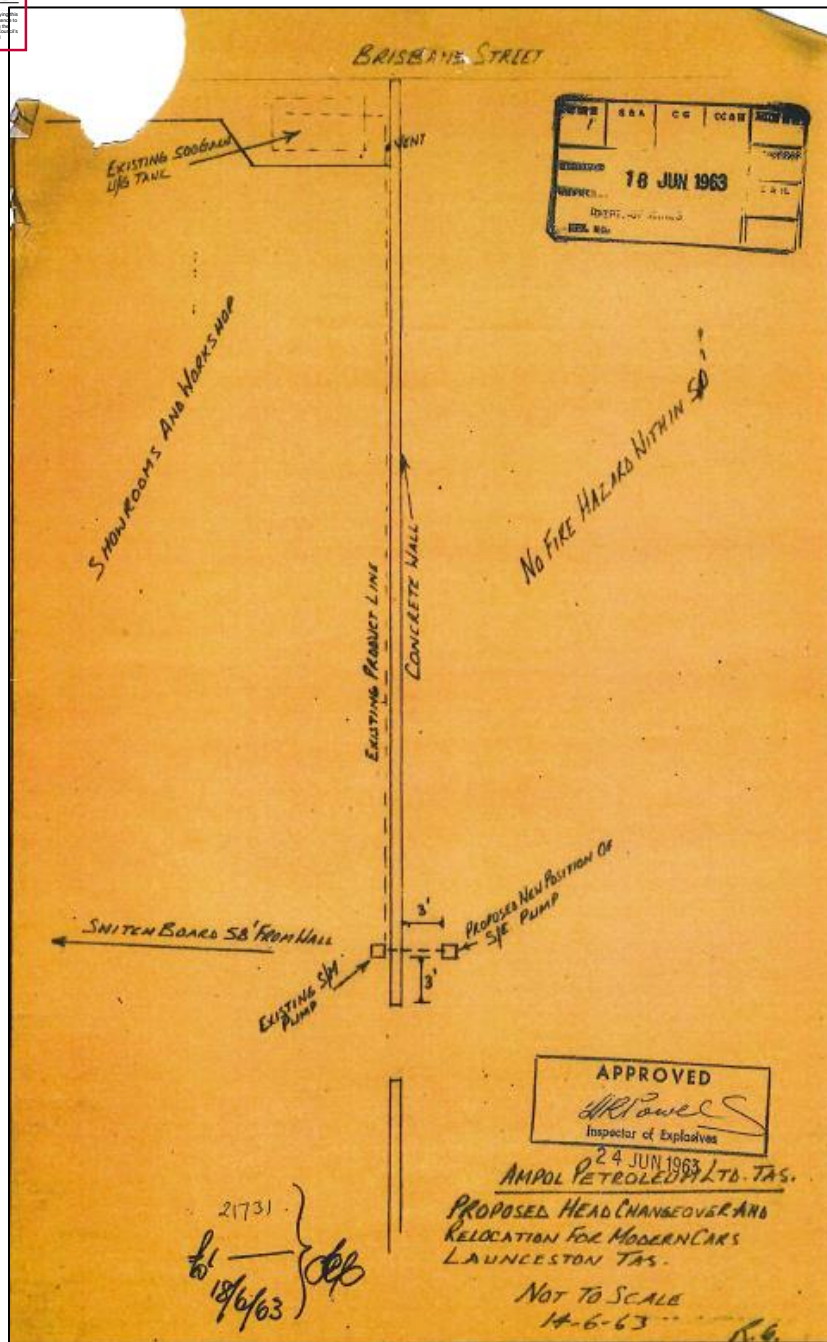 BRISBANE STREET
EXISTING 500GALLN
U/G TANK
VENT
S & A
C G
18 JUN 1963
SHOWROOMS AND WORKSHOP
NO FIRE HAZARD WITHIN 50'
CONCRETE WALL
EXISTING PRODUCT LINE
SWITCH BOARD 58' FROM WALL
3'
PROPOSED NEW POSITION OF
S/E PUMP
3'
EXISTING S/M
PUMP
APPROVED
Inspector of Explosives
24 JUN 1963
AMPOL PETROLEUM LTD. TAS.
PROPOSED HEAD CHANGEOVER AND
RELOCATION FOR MODERN CARS
LAUNCESTON TAS.
NOT TO SCALE
14-6-63
21731
18/6/63